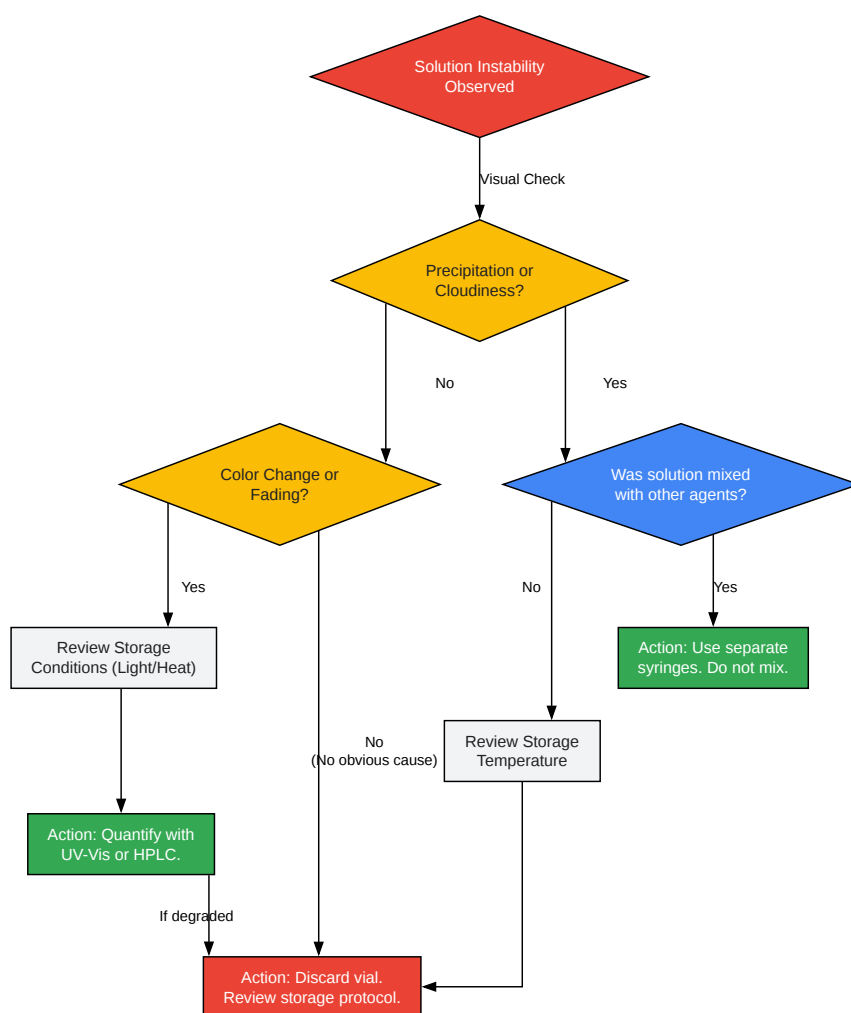 Solution Instability
Observed
Visual Check
Precipitation or
Cloudiness?
No
Yes
Color Change or
Fading?
Was solution mixed
with other agents?
Yes
No
Yes
Review Storage
Conditions (Light/Heat)
Action: Use separate
syringes. Do not mix.
No
(No obvious cause)
Review Storage
Temperature
Action: Quantify with
UV-Vis or HPLC.
If degraded
Action: Discard vial.
Review storage protocol.